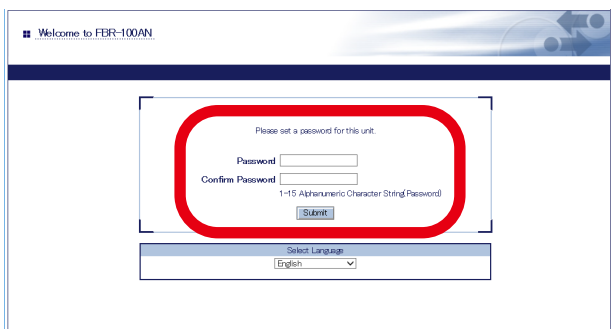 Welcome to FBR-100AN
Please set a password for this unit.
Password
Confirm Password
1-15 Alphanumeric Character String(Password)
Submit
Select Language
English